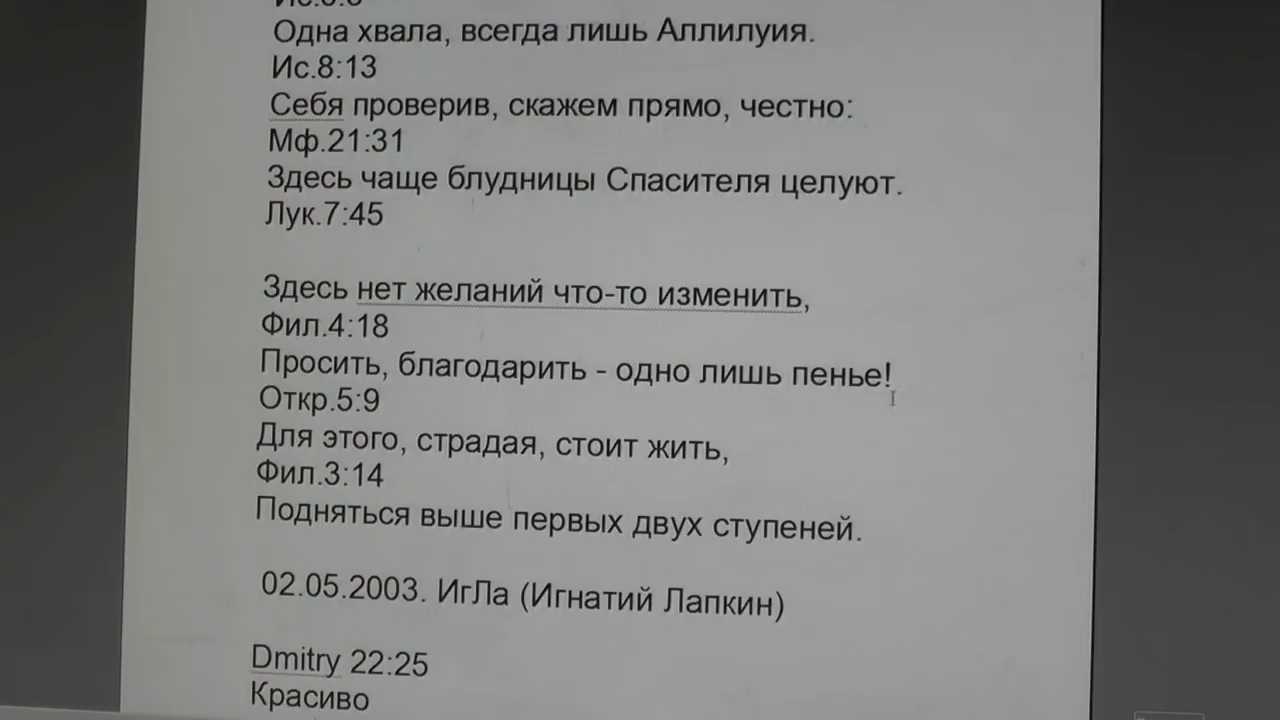 Одна хвала, всегда лишь Аллилуия.
Ис.8:13
Себя проверив, скажем прямо, честно:
Мф.21:31
Здесь чаще блудницы Спасителя целуют.
Лук.7:45
Здесь нет желаний что-то изменить,
Фил.4:18
Просить, благодарить - одно лишь пенье!
Откр.5:9
Для этого, страдая, стоит жить,
Фил.3:14
Подняться выше первых двух ступеней.
02.05.2003. ИгЛа (Игнатий Лапкин)
Dmitry 22:25
Красиво